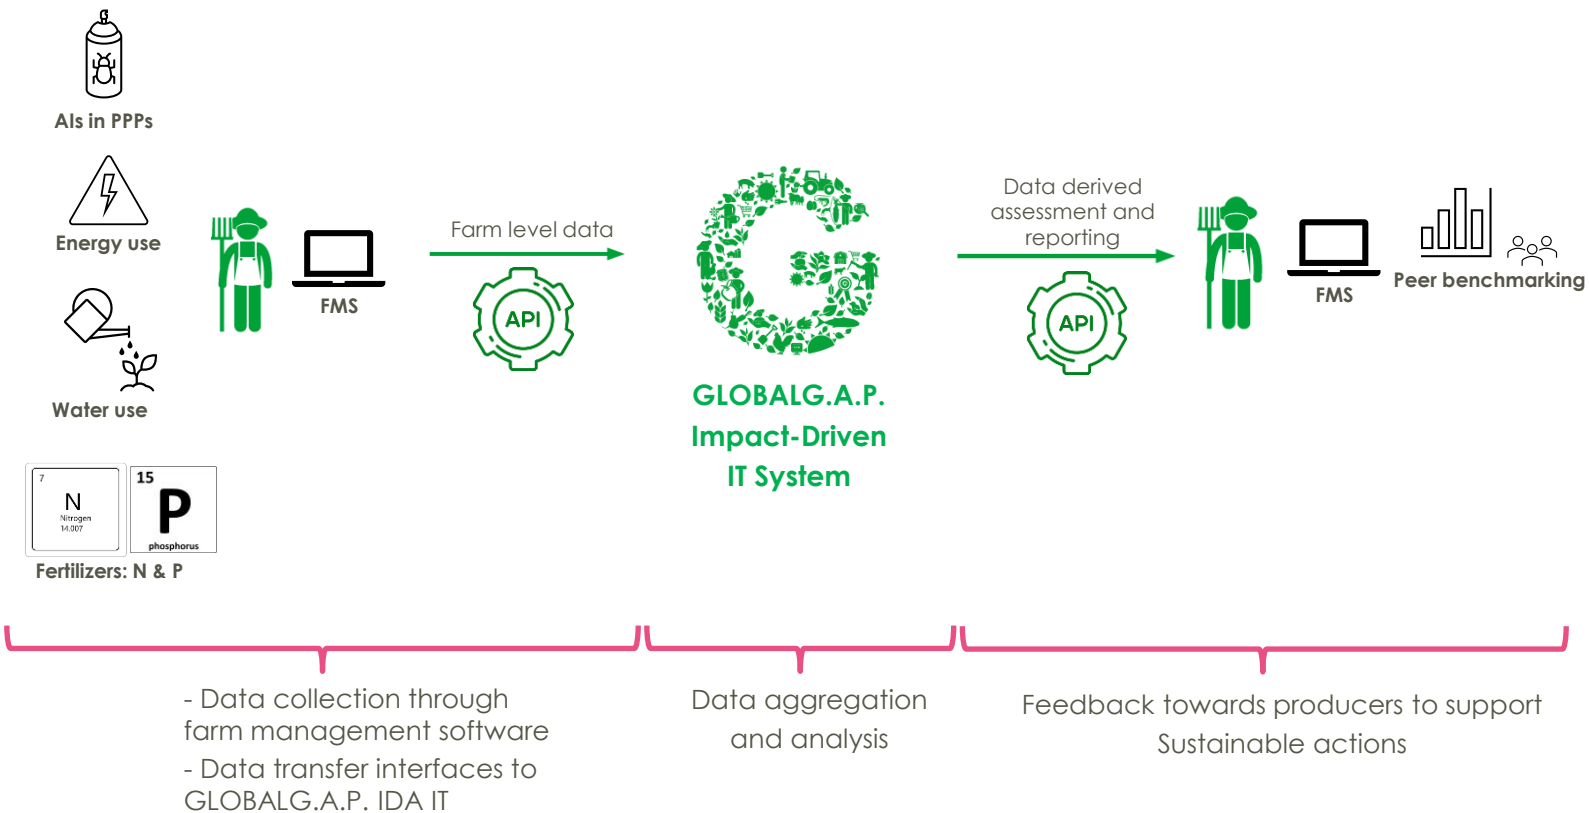 AIs in PPPs
Energy use
Water use
7
N
Nitrogen
14.007
15
P
phosphorus
Fertilizers: N & P
FMS
Farm level data
API
GLOBALG.A.P.
Impact-Driven
IT System
Data derived
assessment and
reporting
API
FMS
Peer benchmarking
- Data collection through
farm management software
- Data transfer interfaces to
GLOBALG.A.P. IDA IT
Data aggregation
and analysis
Feedback towards producers to support
Sustainable actions